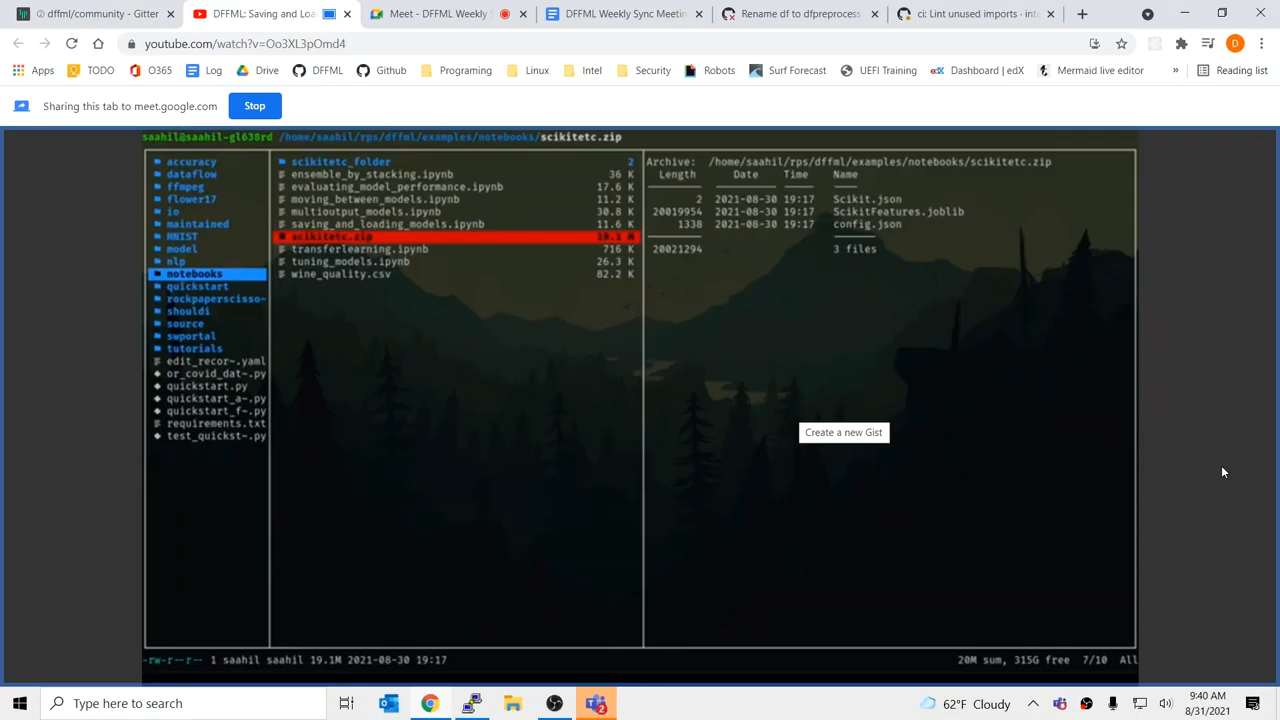 dffml/community - Gitter
DFFML: Saving and Loa
Meet - DFFML Weekly S
DFFML Weekly Sync Meetin
Rename df to dfpreprocess
ci: Lint unused imports - inte
youtube.com/watch?v=Oo3XL3pOmd4
D
Apps
TODO
O365
Log
Drive
DFFML
Github
Programing
Linux
Intel
Security
Robots
Surf Forecast
UEFI Training
edX Dashboard | edX
Mermaid live editor
»
Reading list
Sharing this tab to meet.google.com
Stop
saahil@saahil-gl638rd /home/saahil/rps/dffml/examples/notebooks/scikitetc.zip
accuracy
dataflow
ffmpeg
flower17
io
maintained
MNIST
model
nlp
notebooks
quickstart
rockpaperscisso~
shouldi
source
swportal
tutorials
edit_recor~.yaml
or_covid_dat~.py
quickstart.py
quickstart_a~.py
quickstart_f~.py
requirements.txt
test_quickst~.py
scikitetc_folder 2
ensemble_by_stacking.ipynb 36 K
evaluating_model_performance.ipynb 17.6 K
moving_between_models.ipynb 11.2 K
multioutput_models.ipynb 30.8 K
saving_and_loading_models.ipynb 11.6 K
scikitetc.zip 19.1 M
transferlearning.ipynb 716 K
tuning_models.ipynb 26.3 K
wine_quality.csv 82.2 K
Archive: /home/saahil/rps/dffml/examples/notebooks/scikitetc.zip
Length Date Time Name
2 2021-08-30 19:17 Scikit.json
20019954 2021-08-30 19:17 ScikitFeatures.joblib
1338 2021-08-30 19:17 config.json
20021294 3 files
Create a new Gist
-rw-r--r-- 1 saahil saahil 19.1M 2021-08-30 19:17
20M sum, 315G free 7/10 All
Type here to search
2
62°F Cloudy
9:40 AM
8/31/2021